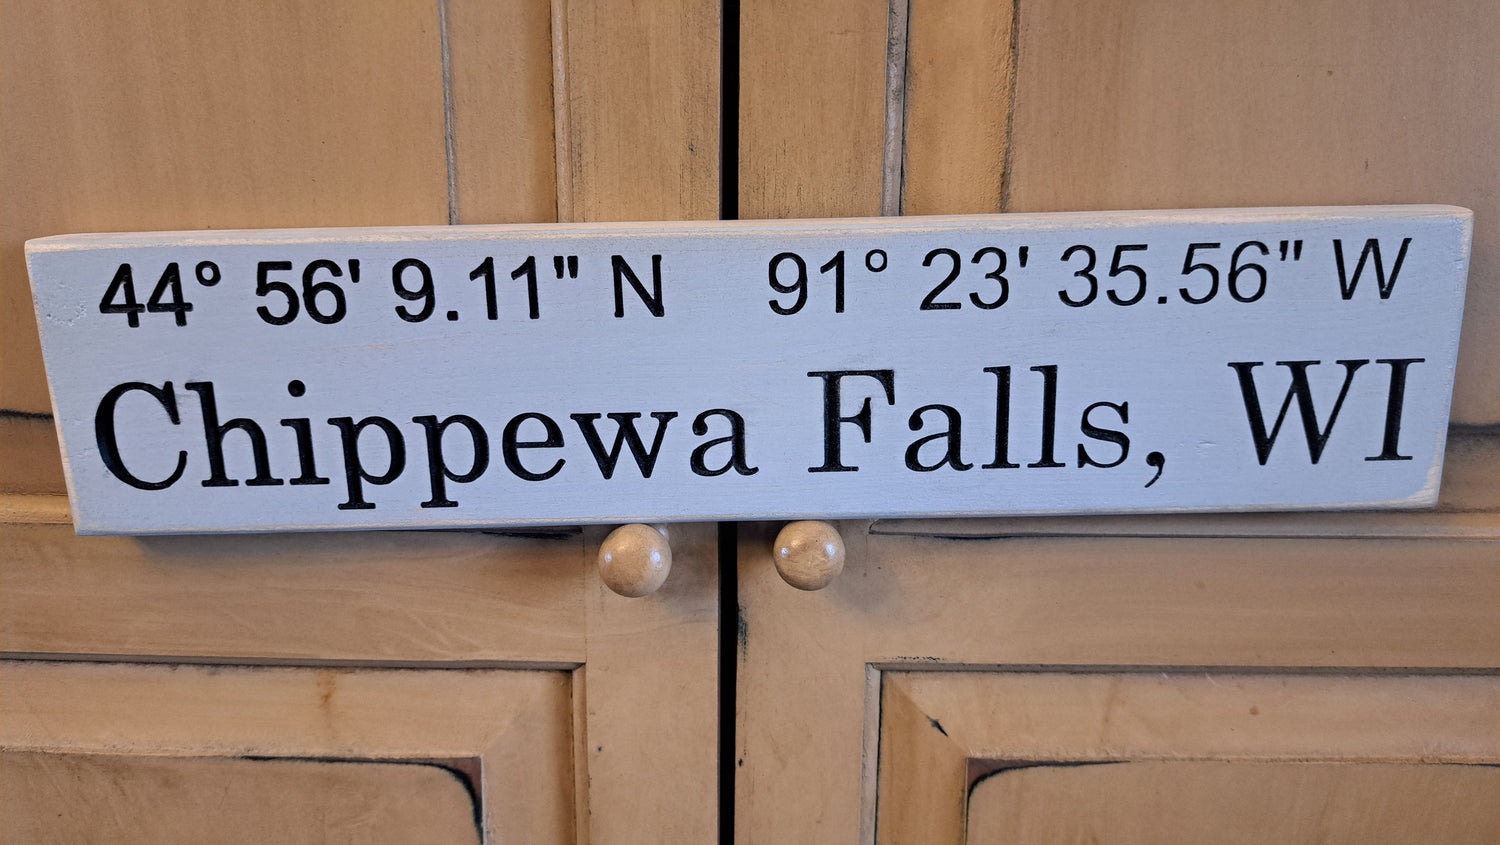 44° 56' 9.11" N 91° 23' 35.56" W
Chippewa Falls, WI